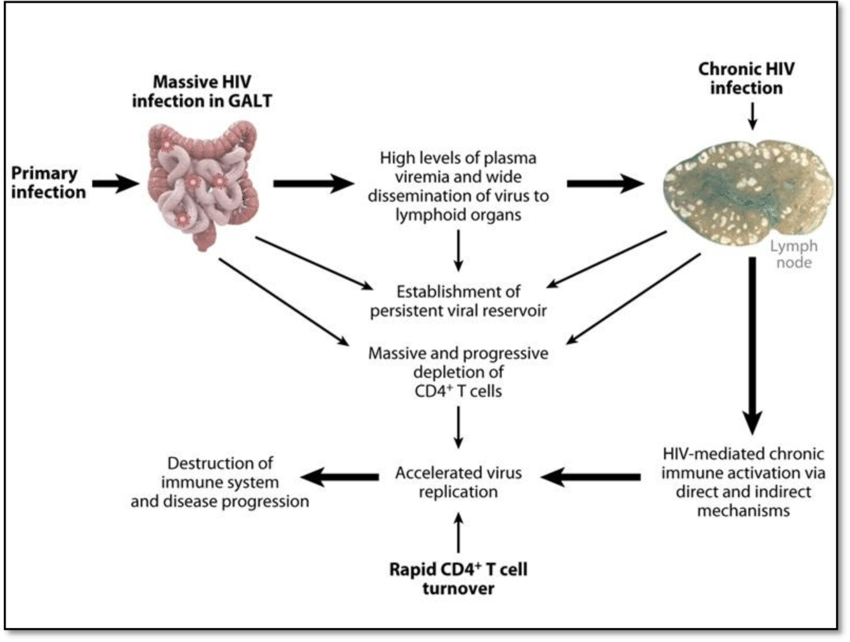 Massive HIV
infection in GALT
Chronic HIV
infection
Primary
infection
High levels of plasma
viremia and wide
dissemination of virus to
lymphoid organs
Lymph
node
Establishment of
persistent viral reservoir
Massive and progressive
depletion of
CD4⁺ T cells
HIV-mediated chronic
immune activation via
direct and indirect
mechanisms
Accelerated virus
replication
Destruction of
immune system
and disease progression
Rapid CD4⁺ T cell
turnover